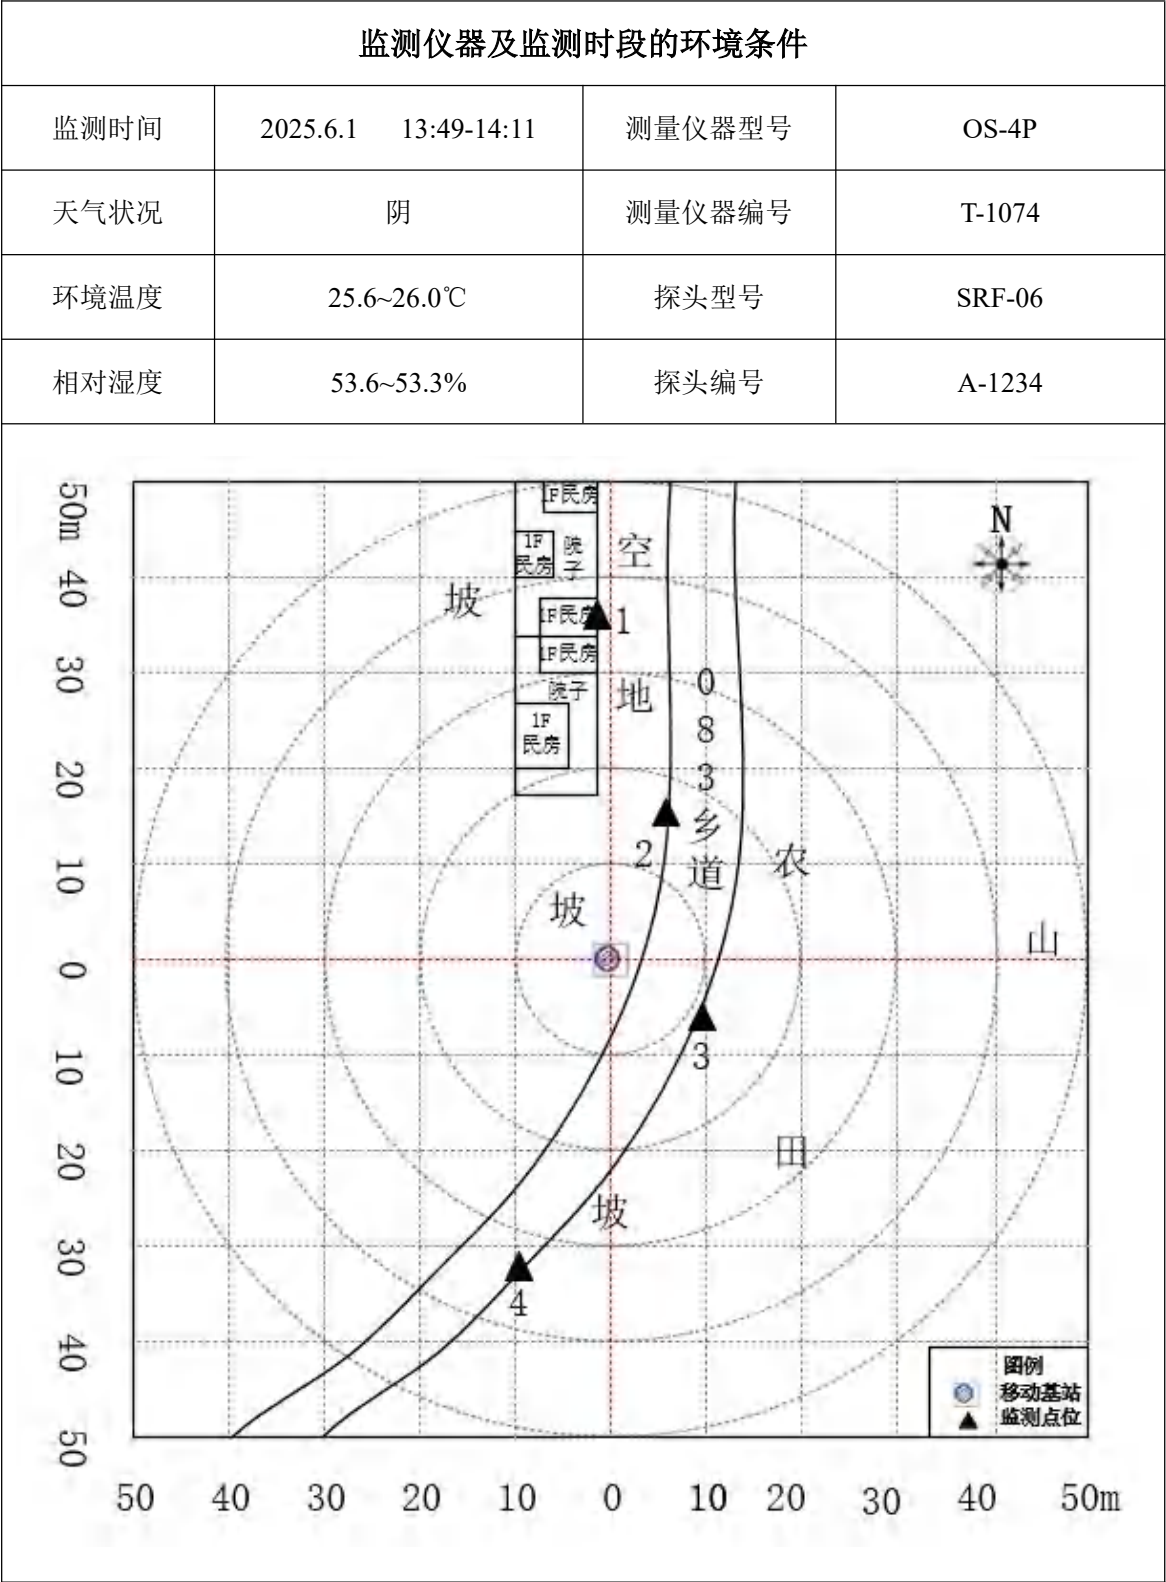 监测仪器及监测时段的环境条件
监测时间 2025.6.1 13:49-14:11 测量仪器型号 OS-4P
天气状况 阴 测量仪器编号 T-1074
环境温度 25.6~26.0℃ 探头型号 SRF-06
相对湿度 53.6~53.3% 探头编号 A-1234
50m
40
30
20
10
0
10
20
30
40
50
1F民房
1F
民房
院
子
空
坡
1F民房
1
1F民房
院子
地
1F
民房
N
0
8
3
乡
道
2
农
坡
山
3
田
坡
4
图例
移动基站
监测点位
50 40 30 20 10 0 10 20 30 40 50m